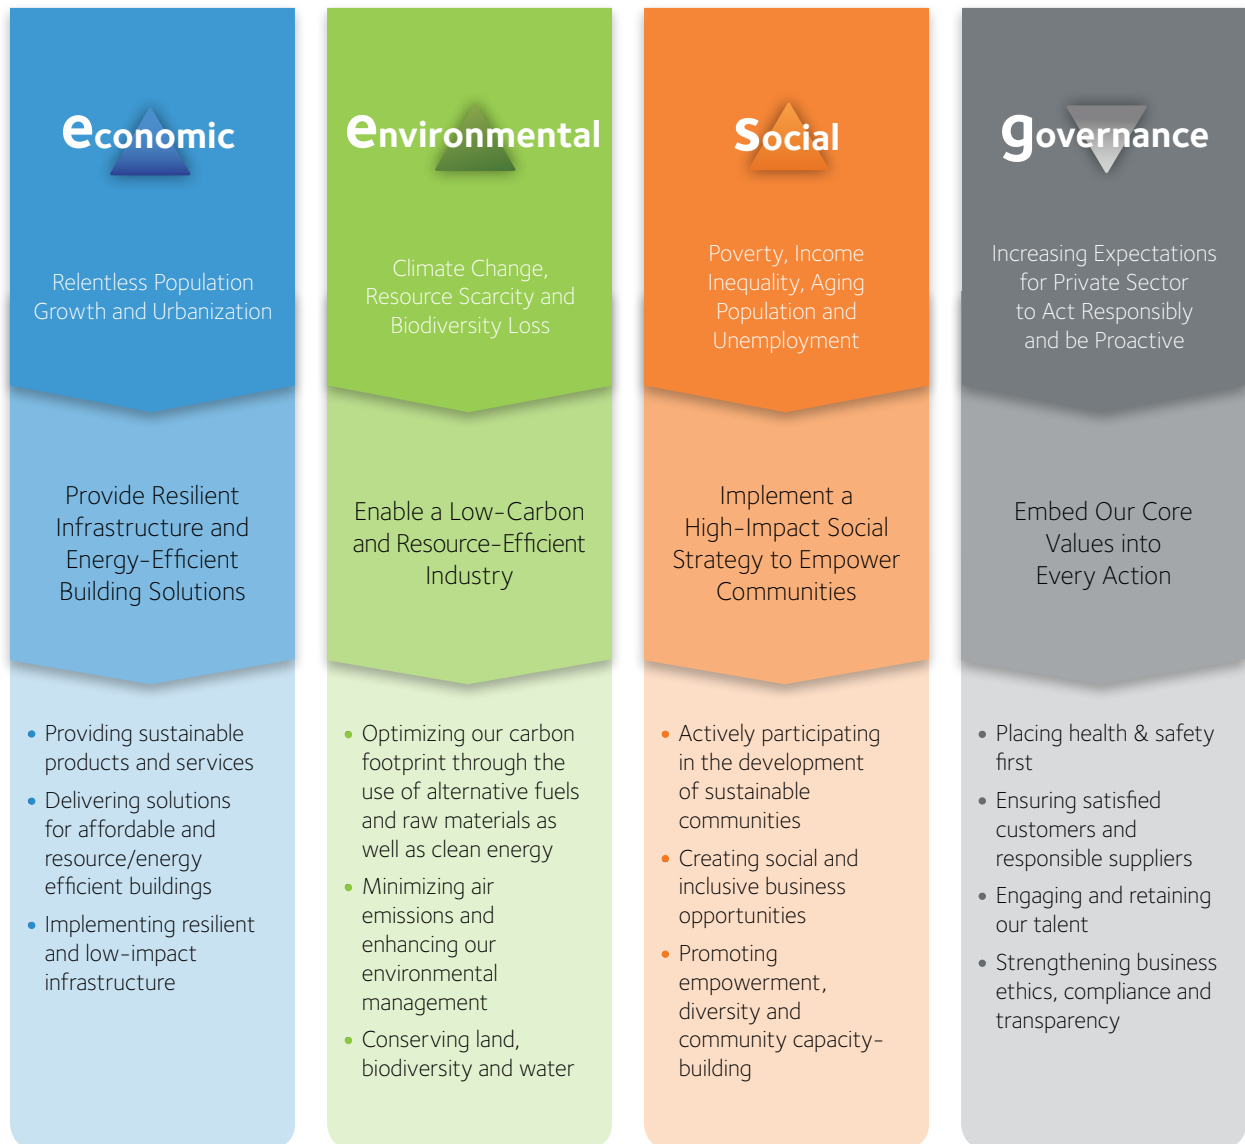 economic
Relentless Population
Growth and Urbanization
Provide Resilient
Infrastructure and
Energy-Efficient
Building Solutions
• Providing sustainable
products and services
• Delivering solutions
for affordable and
resource/energy
efficient buildings
• Implementing resilient
and low-impact
infrastructure
environmental
Climate Change,
Resource Scarcity and
Biodiversity Loss
Enable a Low-Carbon
and Resource-Efficient
Industry
• Optimizing our carbon
footprint through the
use of alternative fuels
and raw materials as
well as clean energy
• Minimizing air
emissions and
enhancing our
environmental
management
• Conserving land,
biodiversity and water
social
Poverty, Income
Inequality, Aging
Population and
Unemployment
Implement a
High-Impact Social
Strategy to Empower
Communities
• Actively participating
in the development
of sustainable
communities
• Creating social and
inclusive business
opportunities
• Promoting
empowerment,
diversity and
community capacity-
building
governance
Increasing Expectations
for Private Sector
to Act Responsibly
and be Proactive
Embed Our Core
Values into
Every Action
• Placing health & safety
first
• Ensuring satisfied
customers and
responsible suppliers
• Engaging and retaining
our talent
• Strengthening business
ethics, compliance and
transparency